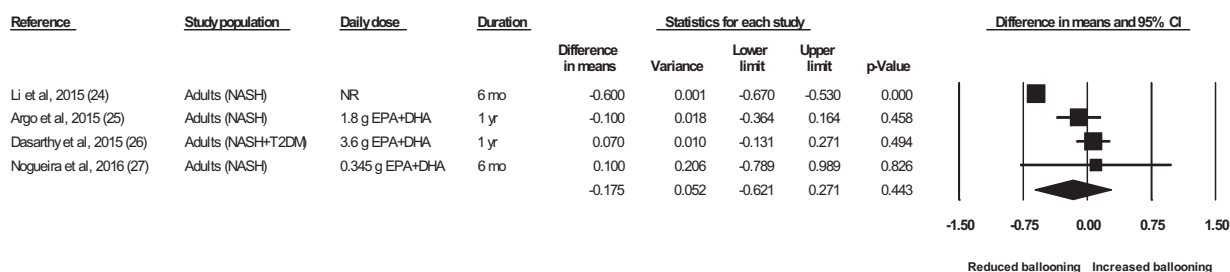 Reference Study population Daily dose Duration Statistics for each study Difference in means and 95% CI
Difference in means Variance Lower limit Upper limit p-Value
Li et al, 2015 (24) Adults (NASH) NR 6 mo -0.600 0.001 -0.670 -0.530 0.000
Argo et al, 2015 (25) Adults (NASH) 1.8 g EPA+DHA 1 yr -0.100 0.018 -0.364 0.164 0.458
Dasarthy et al, 2015 (26) Adults (NASH+T2DM) 3.6 g EPA+DHA 1 yr 0.070 0.010 -0.131 0.271 0.494
Nogueira et al, 2016 (27) Adults (NASH) 0.345 g EPA+DHA 6 mo 0.100 0.206 -0.789 0.989 0.826
-0.175 0.052 -0.621 0.271 0.443
-1.50 -0.75 0.00 0.75 1.50
Reduced ballooning Increased ballooning